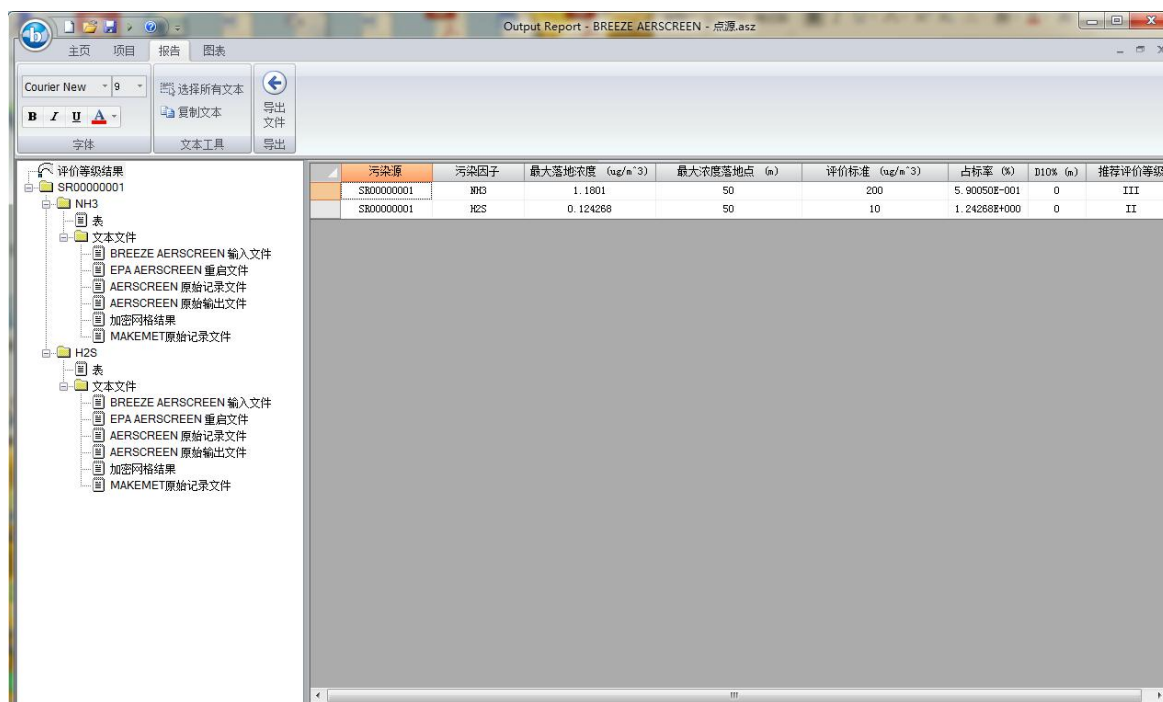 Output Report - BREEZE AERSCREEN - 点源.asz
主页 项目 报告 图表
Courier New 9
B I U A
字体
选择所有文本
复制文本
文本工具
导出
文件
导出
评价等级结果
SR00000001
NH3
表
文本文件
BREEZE AERSCREEN 输入文件
EPA AERSCREEN 重启文件
AERSCREEN 原始记录文件
AERSCREEN 原始输出文件
加密网格结果
MAKEMET原始记录文件
H2S
表
文本文件
BREEZE AERSCREEN 输入文件
EPA AERSCREEN 重启文件
AERSCREEN 原始记录文件
AERSCREEN 原始输出文件
加密网格结果
MAKEMET原始记录文件
污染源 污染因子 最大落地浓度 (ug/m^3) 最大浓度落地点 (m) 评价标准 (ug/m^3) 占标率 (%) D10% (m) 推荐评价等级
SR00000001 NH3 1.1801 50 200 5.90050E-001 0 III
SR00000001 H2S 0.124268 50 10 1.24268E+000 0 II